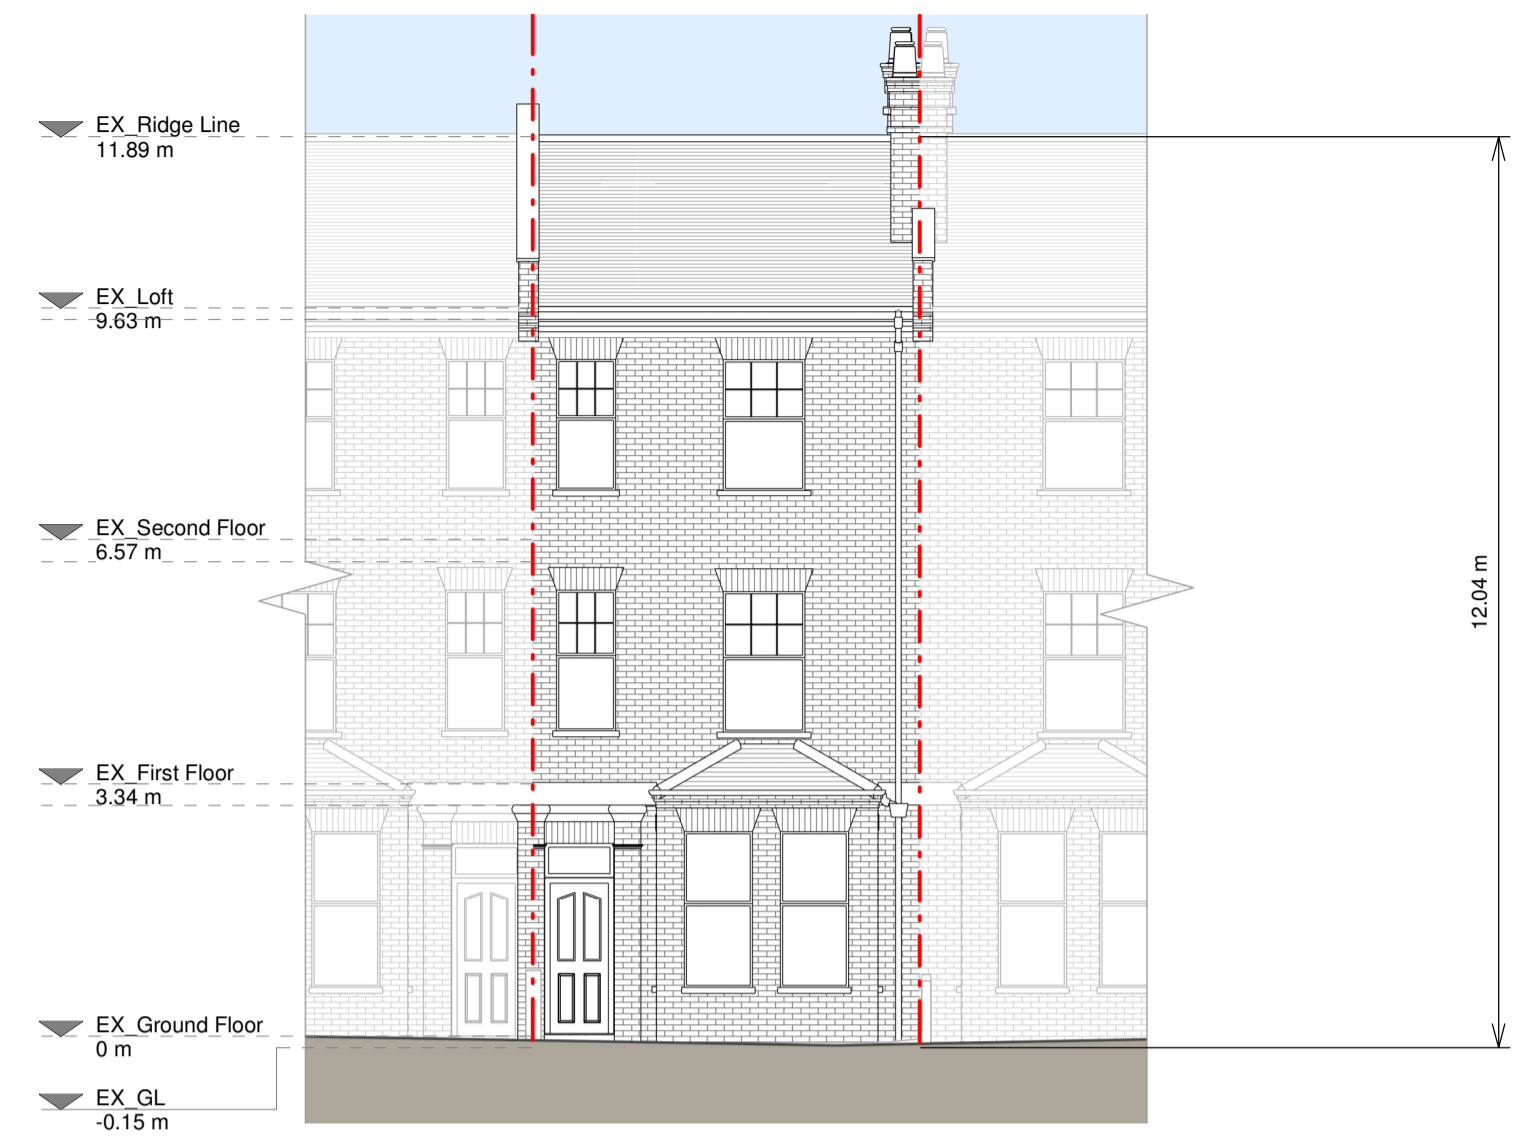 EX_Ridge Line
11.89 m
EX_Loft
9.63 m
EX_Second Floor
6.57 m
12.04 m
EX_First Floor
3.34 m
EX_Ground Floor
0 m
EX_GL
-0.15 m